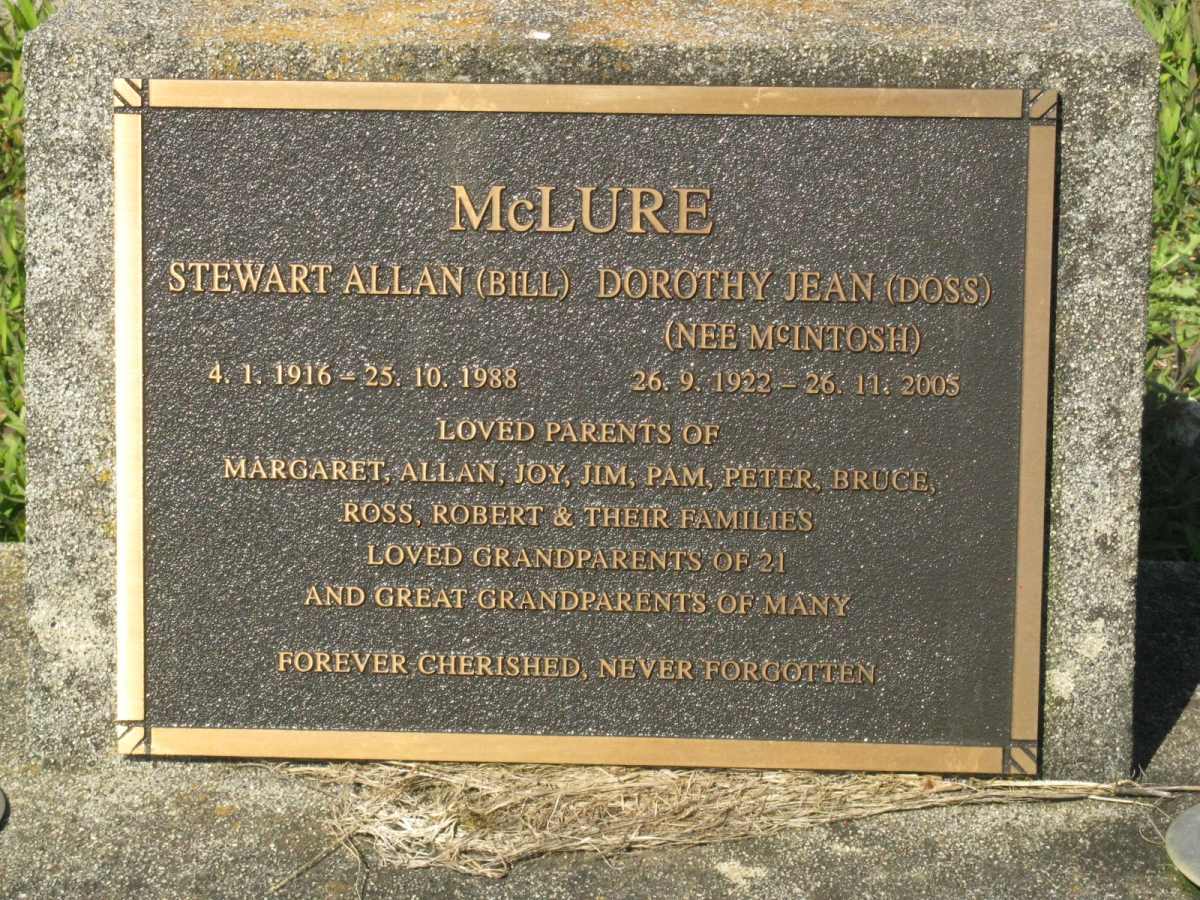 McLURE
STEWART ALLAN (BILL) DOROTHY JEAN (DOSS)
(NEE McINTOSH)
4. 1. 1916 – 25. 10. 1988 26. 9. 1922 – 26. 11. 2005
LOVED PARENTS OF
MARGARET, ALLAN, JOY, JIM, PAM, PETER, BRUCE,
ROSS, ROBERT & THEIR FAMILIES
LOVED GRANDPARENTS OF 21
AND GREAT GRANDPARENTS OF MANY
FOREVER CHERISHED, NEVER FORGOTTEN